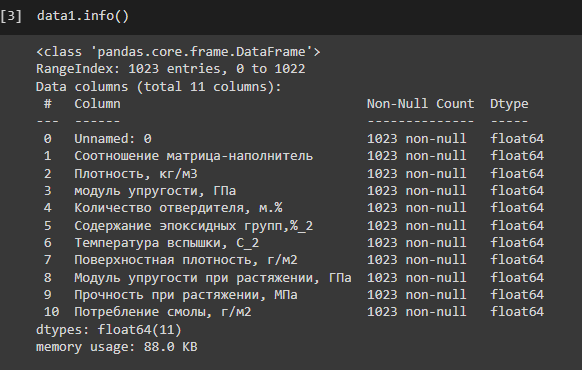 [3] data1.info()
<class 'pandas.core.frame.DataFrame'>
RangeIndex: 1023 entries, 0 to 1022
Data columns (total 11 columns):
 #   Column                                Non-Null Count  Dtype
---  ------                                --------------  -----
 0   Unnamed: 0                            1023 non-null   float64
 1   Соотношение матрица-наполнитель       1023 non-null   float64
 2   Плотность, кг/м3                      1023 non-null   float64
 3   модуль упругости, ГПа                 1023 non-null   float64
 4   Количество отвердителя, м.%           1023 non-null   float64
 5   Содержание эпоксидных групп,%_2       1023 non-null   float64
 6   Температура вспышки, С_2              1023 non-null   float64
 7   Поверхностная плотность, г/м2         1023 non-null   float64
 8   Модуль упругости при растяжении, ГПа  1023 non-null   float64
 9   Прочность при растяжении, МПа         1023 non-null   float64
 10  Потребление смолы, г/м2               1023 non-null   float64
dtypes: float64(11)
memory usage: 88.0 KB